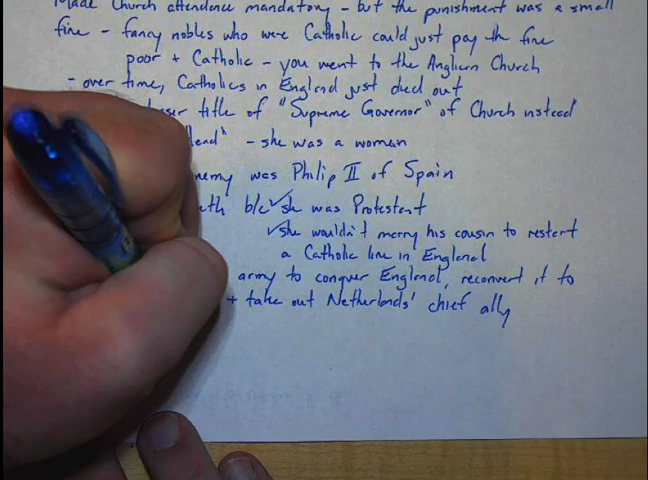 Made Church attendance mandatory - but the punishment was a small
fine - fancy nobles who were Catholic could just pay the fine
poor + Catholic - you went to the Anglican Church
- over time, Catholics in England just died out
title of "Supreme Governor" of Church instead
Head" - she was a woman
was Philip II of Spain
b/c ✓she was Protestant
✓she wouldn't marry his cousin to restart
a Catholic line in England
army to conquer England, reconvert it to
+ take out Netherlands' chief ally